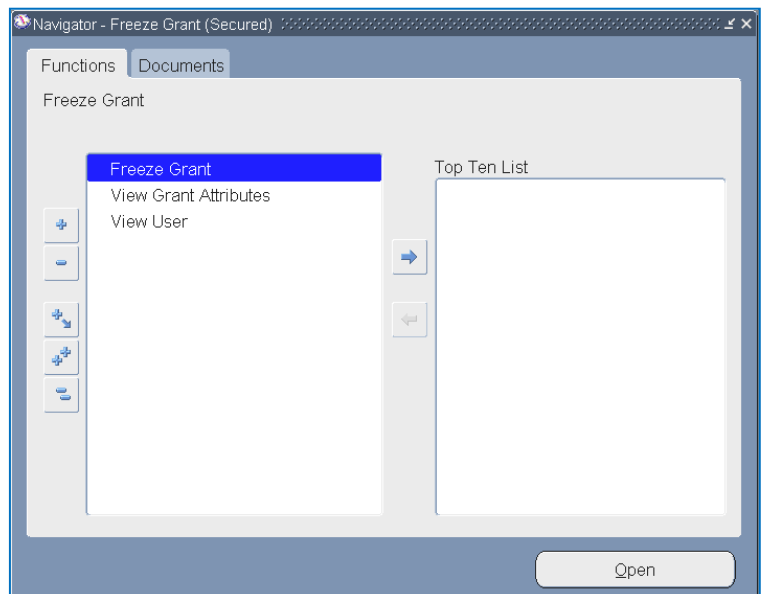 Navigator - Freeze Grant (Secured)
Functions
Documents
Freeze Grant
Freeze Grant
View Grant Attributes
View User
Top Ten List
Open